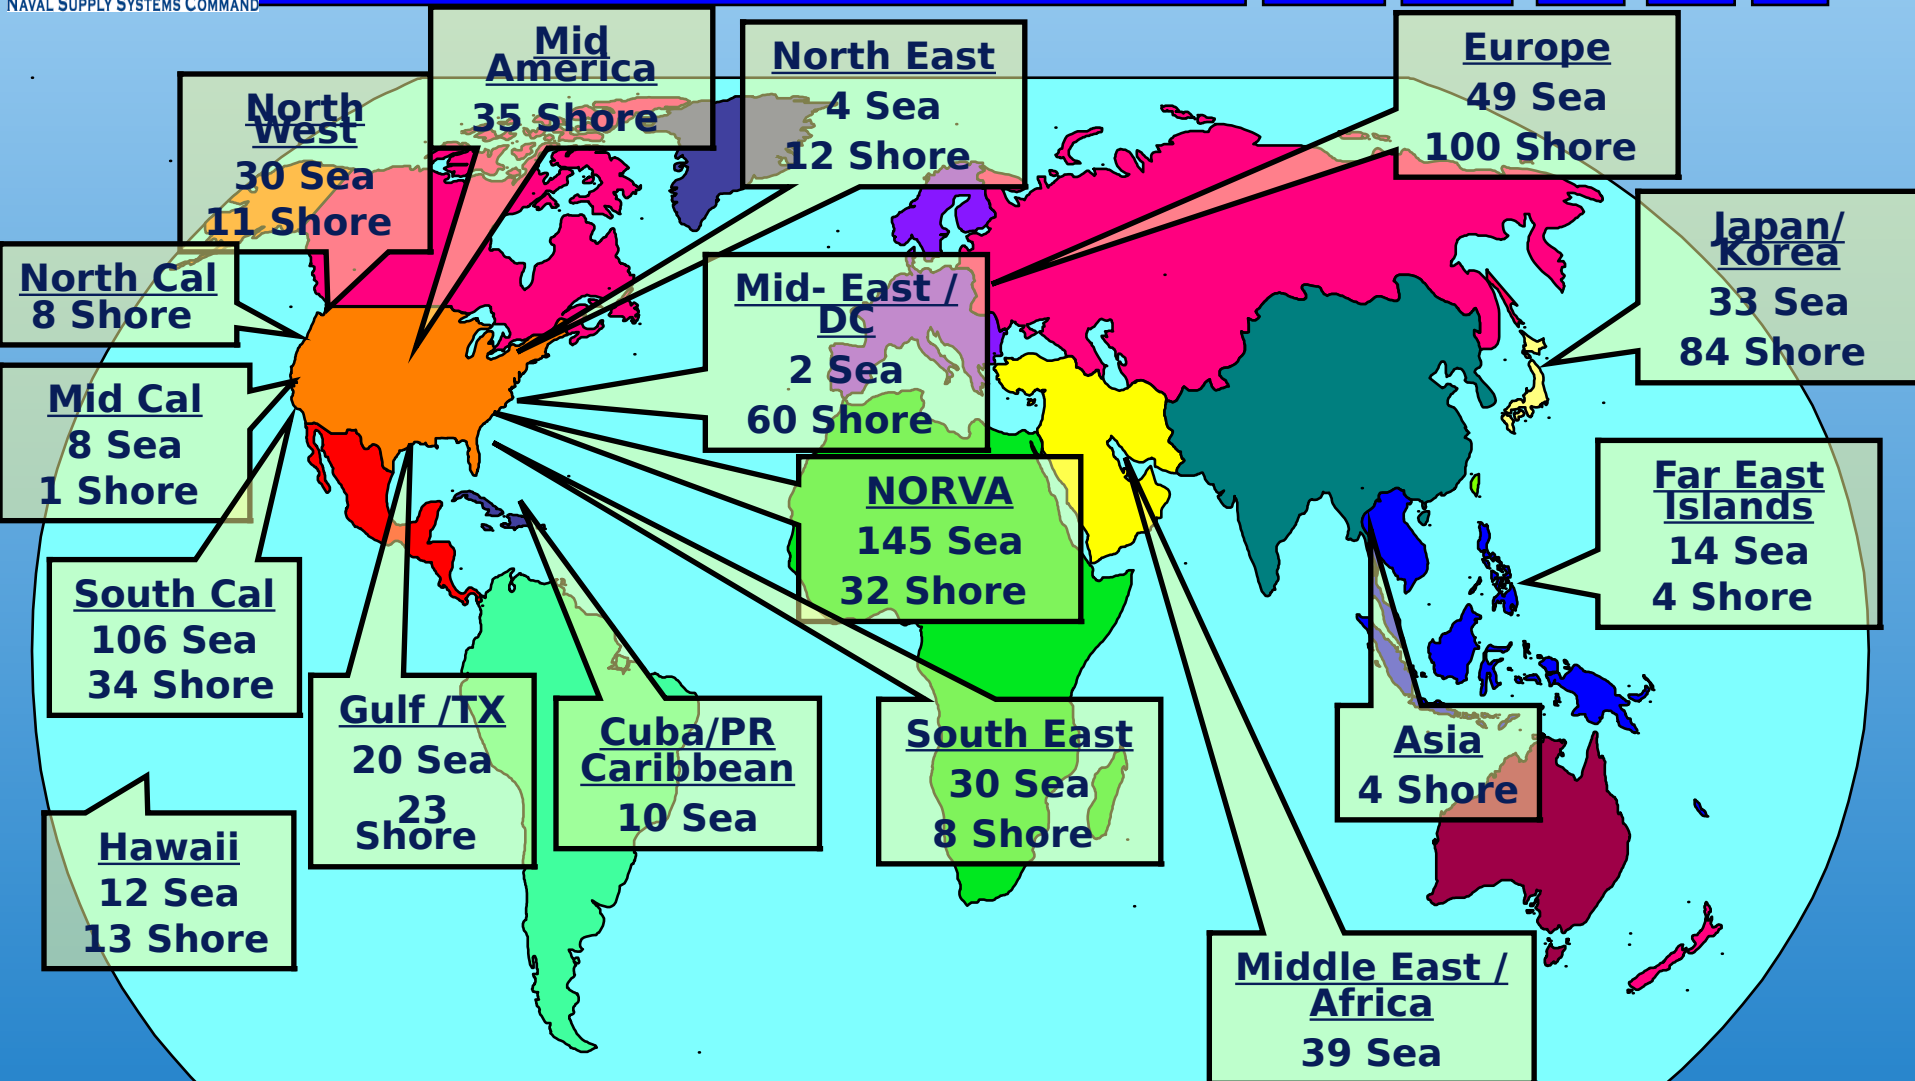 NAVAL SUPPLY SYSTEMS COMMAND
Mid
America
35 Shore
North East
4 Sea
12 Shore
Europe
49 Sea
100 Shore
North
West
30 Sea
11 Shore
Japan/
Korea
33 Sea
84 Shore
North Cal
8 Shore
Mid- East /
DC
2 Sea
60 Shore
Mid Cal
8 Sea
1 Shore
NORVA
145 Sea
32 Shore
Far East
Islands
14 Sea
4 Shore
South Cal
106 Sea
34 Shore
Gulf /TX
20 Sea
23
Shore
Cuba/PR
Caribbean
10 Sea
South East
30 Sea
8 Shore
Asia
4 Shore
Hawaii
12 Sea
13 Shore
Middle East /
Africa
39 Sea